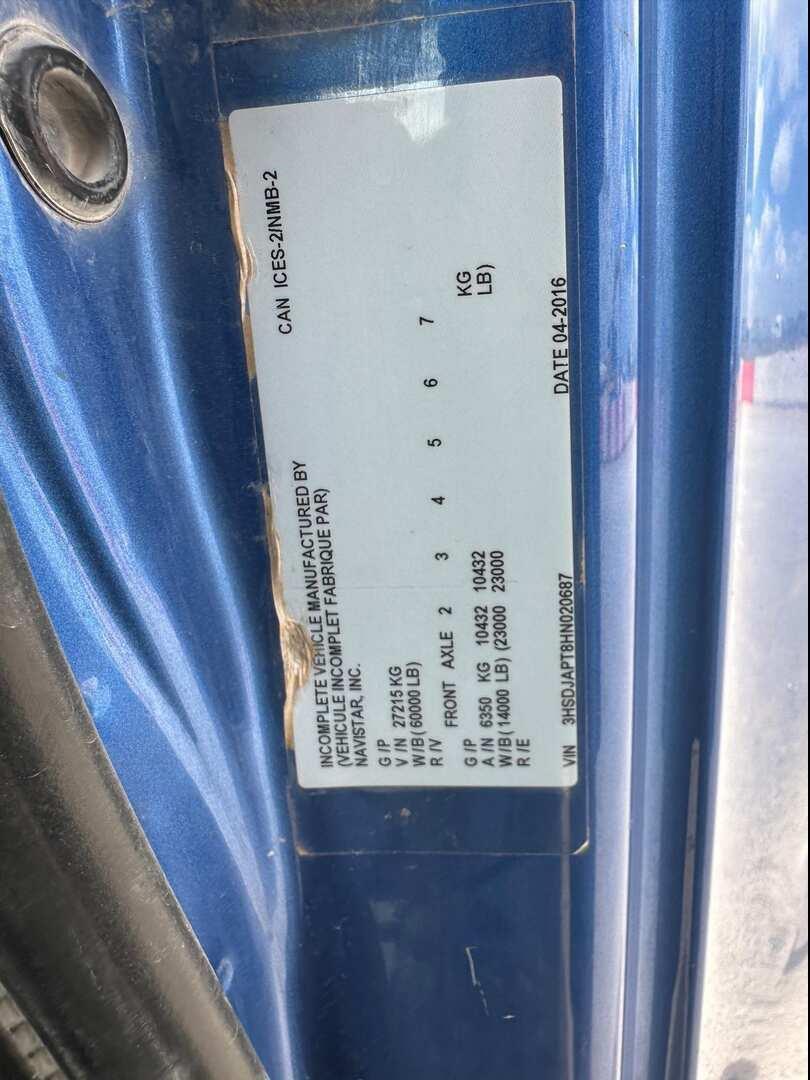 CAN ICES-2/NMB-2
INCOMPLETE VEHICLE MANUFACTURED BY
(VEHICULE INCOMPLET FABRIQUE PAR)
NAVISTAR, INC.
G/P
V/N 27215 KG
W/B( 60000 LB)
R/V FRONT AXLE 2 3 4 5 6 7
G/P
A/N 6350 KG 10432 10432 KG
W/B( 14000 LB) (23000 23000 LB)
R/E
VIN 3HSDJAPT8HN020687 DATE 04-2016